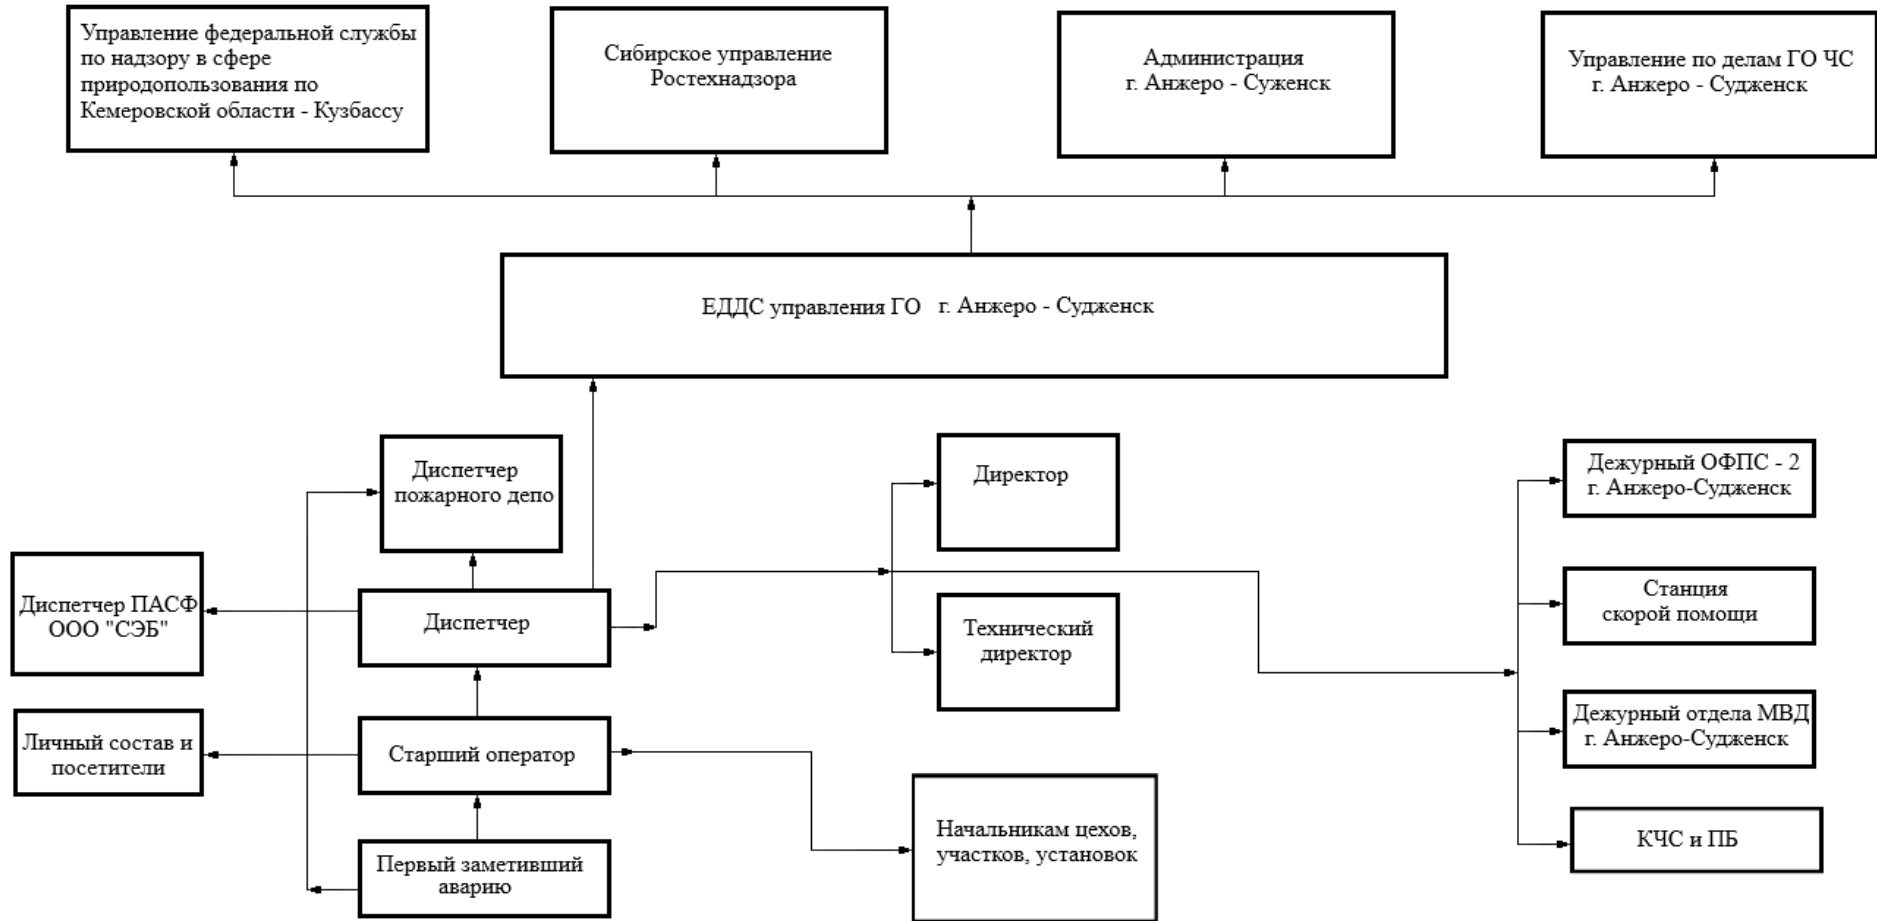 Управление федеральной службы
по надзору в сфере
природопользования по
Кемеровской области - Кузбассу
Сибирское управление
Ростехнадзора
Администрация
г. Анжеро - Суженск
Управление по делам ГО ЧС
г. Анжеро - Судженск
ЕДДС управления ГО г. Анжеро - Судженск
Диспетчер
пожарного депо
Директор
Дежурный ОФПС - 2
г. Анжеро-Судженск
Диспетчер ПАСФ
ООО "СЭБ"
Диспетчер
Технический
директор
Станция
скорой помощи
Личный состав и
посетители
Старший оператор
Дежурный отдела МВД
г. Анжеро-Судженск
Первый заметивший
аварию
Начальникам цехов,
участков, установок
КЧС и ПБ